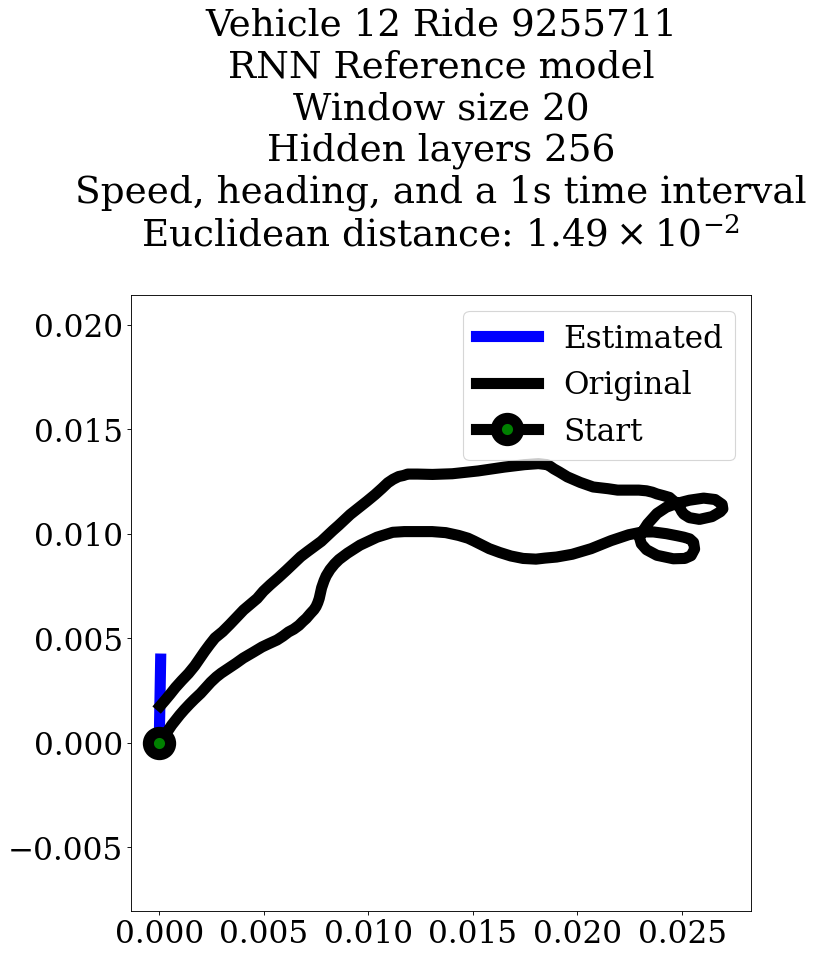 Vehicle 12 Ride 9255711
RNN Reference model
Window size 20
Hidden layers 256
Speed, heading, and a 1s time interval
Euclidean distance: 1.49 × 10⁻²
Estimated
Original
Start
0.020
0.015
0.010
0.005
0.000
−0.005
0.000 0.005 0.010 0.015 0.020 0.025